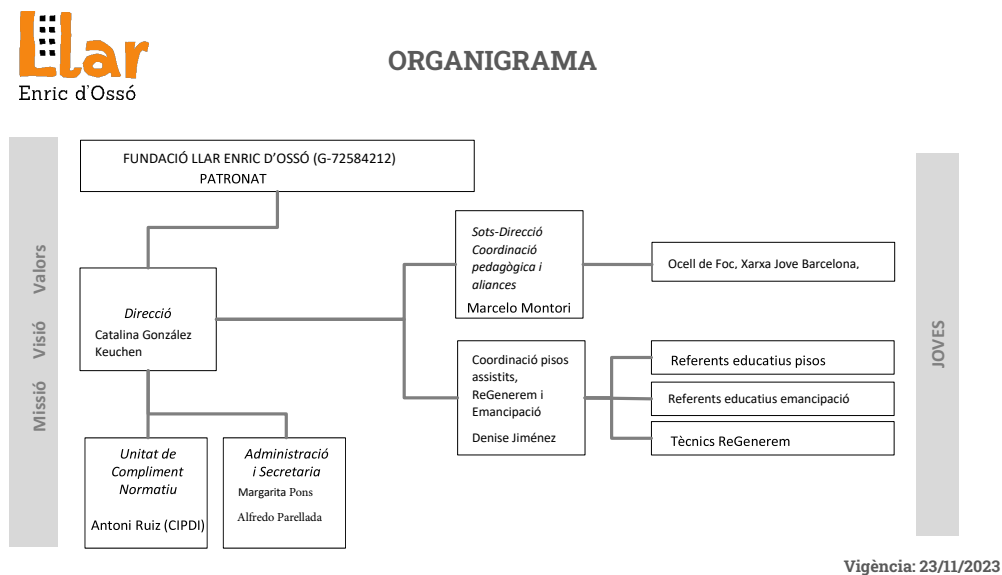 Llar
Enric d'Ossó
ORGANIGRAMA
Missió Visió Valors
FUNDACIÓ LLAR ENRIC D'OSSÓ (G-72584212)
PATRONAT
Direcció
Catalina González
Keuchen
Unitat de
Compliment
Normatiu
Antoni Ruiz (CIPDI)
Administració
i Secretaria
Margarita Pons
Alfredo Parellada
Sots-Direcció
Coordinació
pedagògica i
aliances
Marcelo Montori
Ocell de Foc, Xarxa Jove Barcelona,
Coordinació pisos
assistits,
ReGenerem i
Emancipació
Denise Jiménez
Referents educatius pisos
Referents educatius emancipació
Tècnics ReGenerem
JOVES
Vigència: 23/11/2023